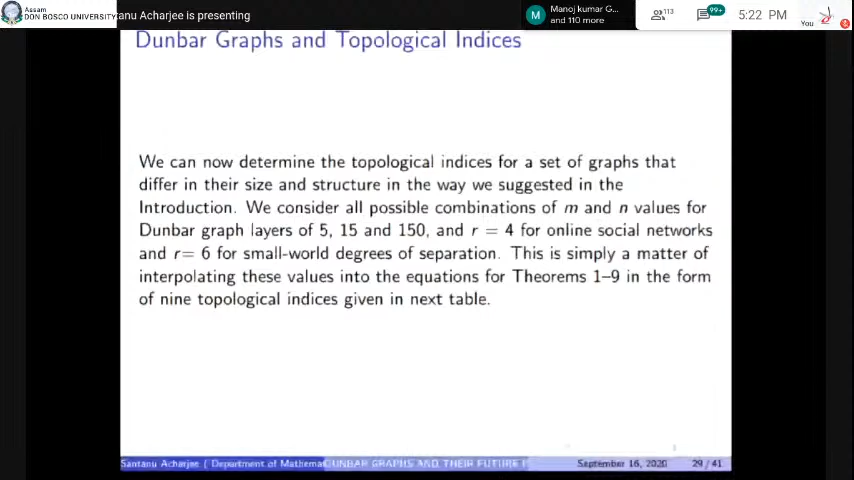 Assam
DON BOSCO UNIVERSITY
tanu Acharjee is presenting
M
Manoj kumar G...
and 110 more
113
99+
5:22 PM
You
Dunbar Graphs and Topological Indices
We can now determine the topological indices for a set of graphs that
differ in their size and structure in the way we suggested in the
Introduction. We consider all possible combinations of m and n values for
Dunbar graph layers of 5, 15 and 150, and r = 4 for online social networks
and r= 6 for small-world degrees of separation. This is simply a matter of
interpolating these values into the equations for Theorems 1–9 in the form
of nine topological indices given in next table.
Santanu Acharjee ( Department of Mathema
DUNBAR GRAPHS AND THEIR FUTURE
September 16, 2020
29 / 41